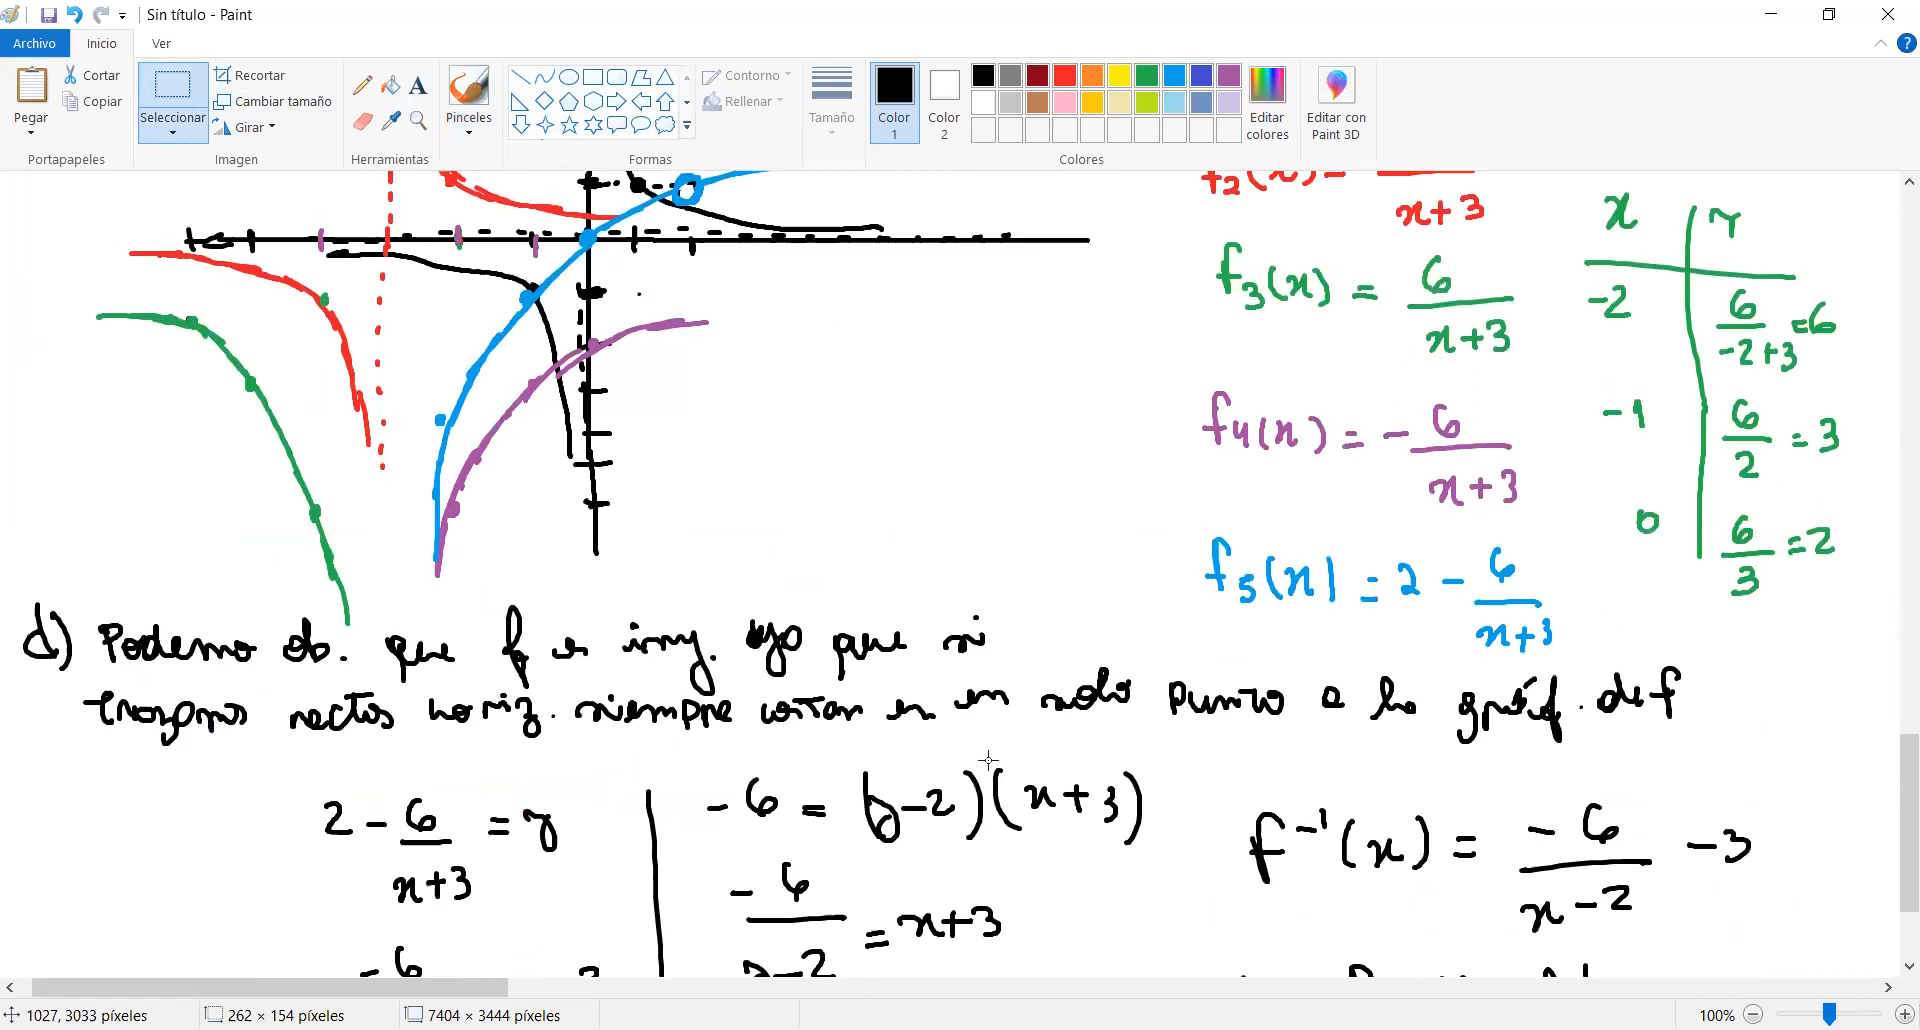 Sin título - Paint
Archivo Inicio Ver
Pegar
Cortar
Copiar
Portapapeles
Seleccionar
Recortar
Cambiar tamaño
Girar
Imagen
Herramientas
Pinceles
Formas
Contorno
Rellenar
Tamaño
Color 1
Color 2
Colores
Editar colores
Editar con Paint 3D
f2(x)=
x+3
f3(x) = 6/(x+3)
f4(x) = -6/(x+3)
f5(x) = 2 - 6/(x+3)
x y
-2 6/(-2+3) =6
-1 6/2 = 3
0 6/3 =2
d) Podemo ob. que f es iny. ya que si
trazamos rectas horiz. siempre cortan en un solo punto a la gráf. de f
2 - 6/(x+3) = y
-6 = (y-2)(x+3)
-6/(y-2) = x+3
f⁻¹(x) = -6/(x-2) -3
1027, 3033 píxeles 262 × 154 píxeles 7404 × 3444 píxeles 100%